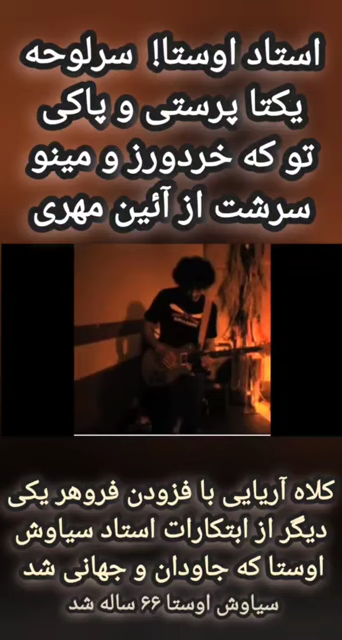 استاد اوستا! سرلوحه
یکتا پرستی و پاکی
تو که خردورز و مینو
سرشت از آئین مهری
کلاه آریایی با فزودن فروهر یکی
دیگر از ابتکارات استاد سیاوش
اوستا که جاودان و جهانی شد
سیاوش اوستا ۶۶ ساله شد